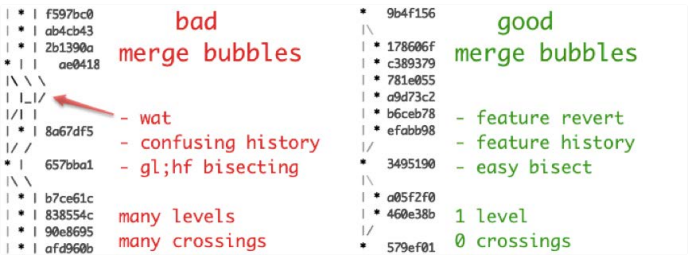 | * | f597bc0
| * | ab4cb43
| * | 2b1390a
* | | ae0418
|\ \ \
| |_|/
|/| |
| * | 8a67df5
|/ /
* | 657bba1
|\ \
| * | b7ce61c
| * | 838554c
| * | 90e8695
| * | afd960b
bad
merge bubbles
- wat
- confusing history
- gl;hf bisecting
many levels
many crossings
* 9b4f156
|\
| * 178606f
| * c389379
| * 781e055
| * a9d73c2
| * b6ceb78
| * efabb98
|/
* 3495190
|\
| * a05f2f0
| * 460e38b
|/
* 579ef01
good
merge bubbles
- feature revert
- feature history
- easy bisect
1 level
0 crossings